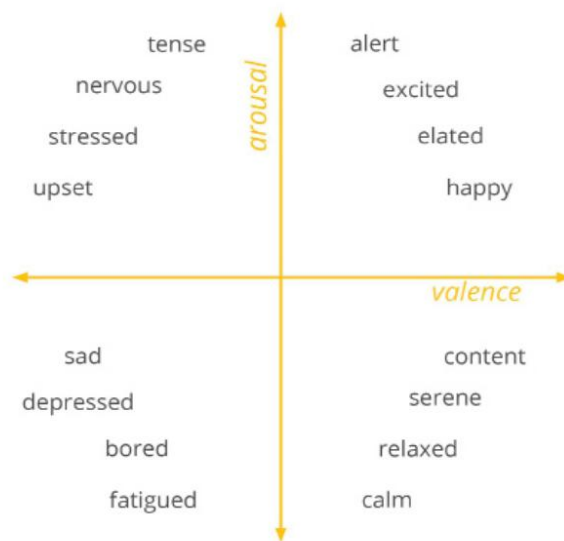 tense alert
arousal
nervous excited
stressed elated
upset happy
valence
sad content
depressed serene
bored relaxed
fatigued calm